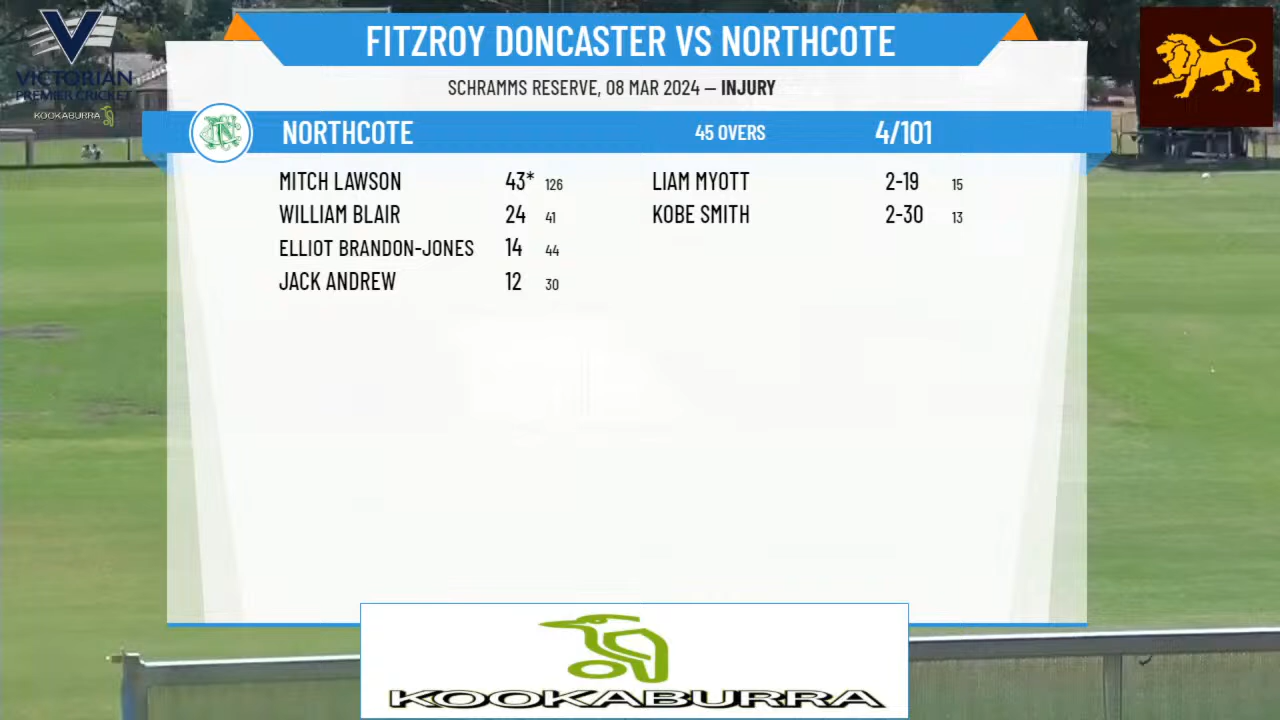 FITZROY DONCASTER VS NORTHCOTE
VICTORIAN
PREMIER CRICKET
KOOKABURRA
SCHRAMMS RESERVE, 08 MAR 2024 – INJURY
NORTHCOTE 45 OVERS 4/101
MITCH LAWSON 43* 126 LIAM MYOTT 2-19 15
WILLIAM BLAIR 24 41 KOBE SMITH 2-30 13
ELLIOT BRANDON-JONES 14 44
JACK ANDREW 12 30
KOOKABURRA